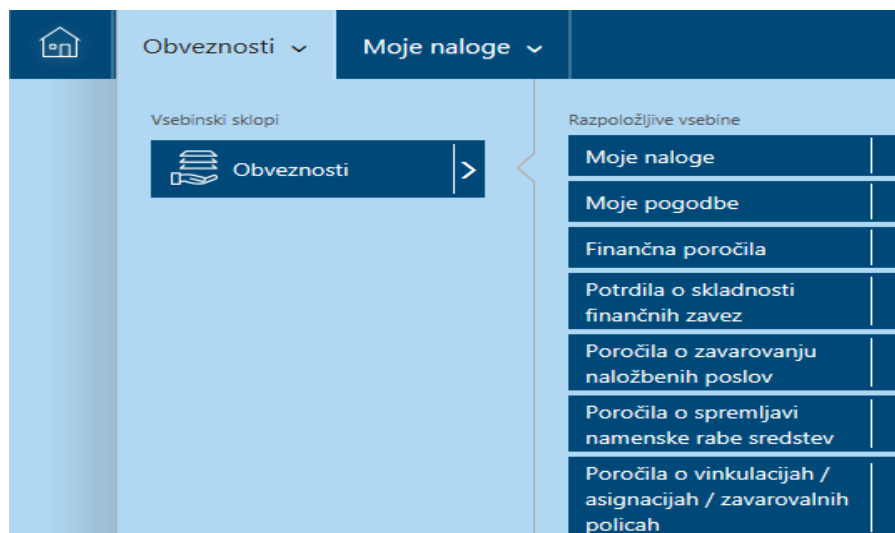 Obveznosti
Moje naloge
Vsebinski sklopi
Obveznosti
Razpoložljive vsebine
Moje naloge
Moje pogodbe
Finančna poročila
Potrdila o skladnosti
finančnih zavez
Poročila o zavarovanju
naložbenih poslov
Poročila o spremljavi
namenske rabe sredstev
Poročila o vinkulacijah /
asignacijah / zavarovalnih
policah